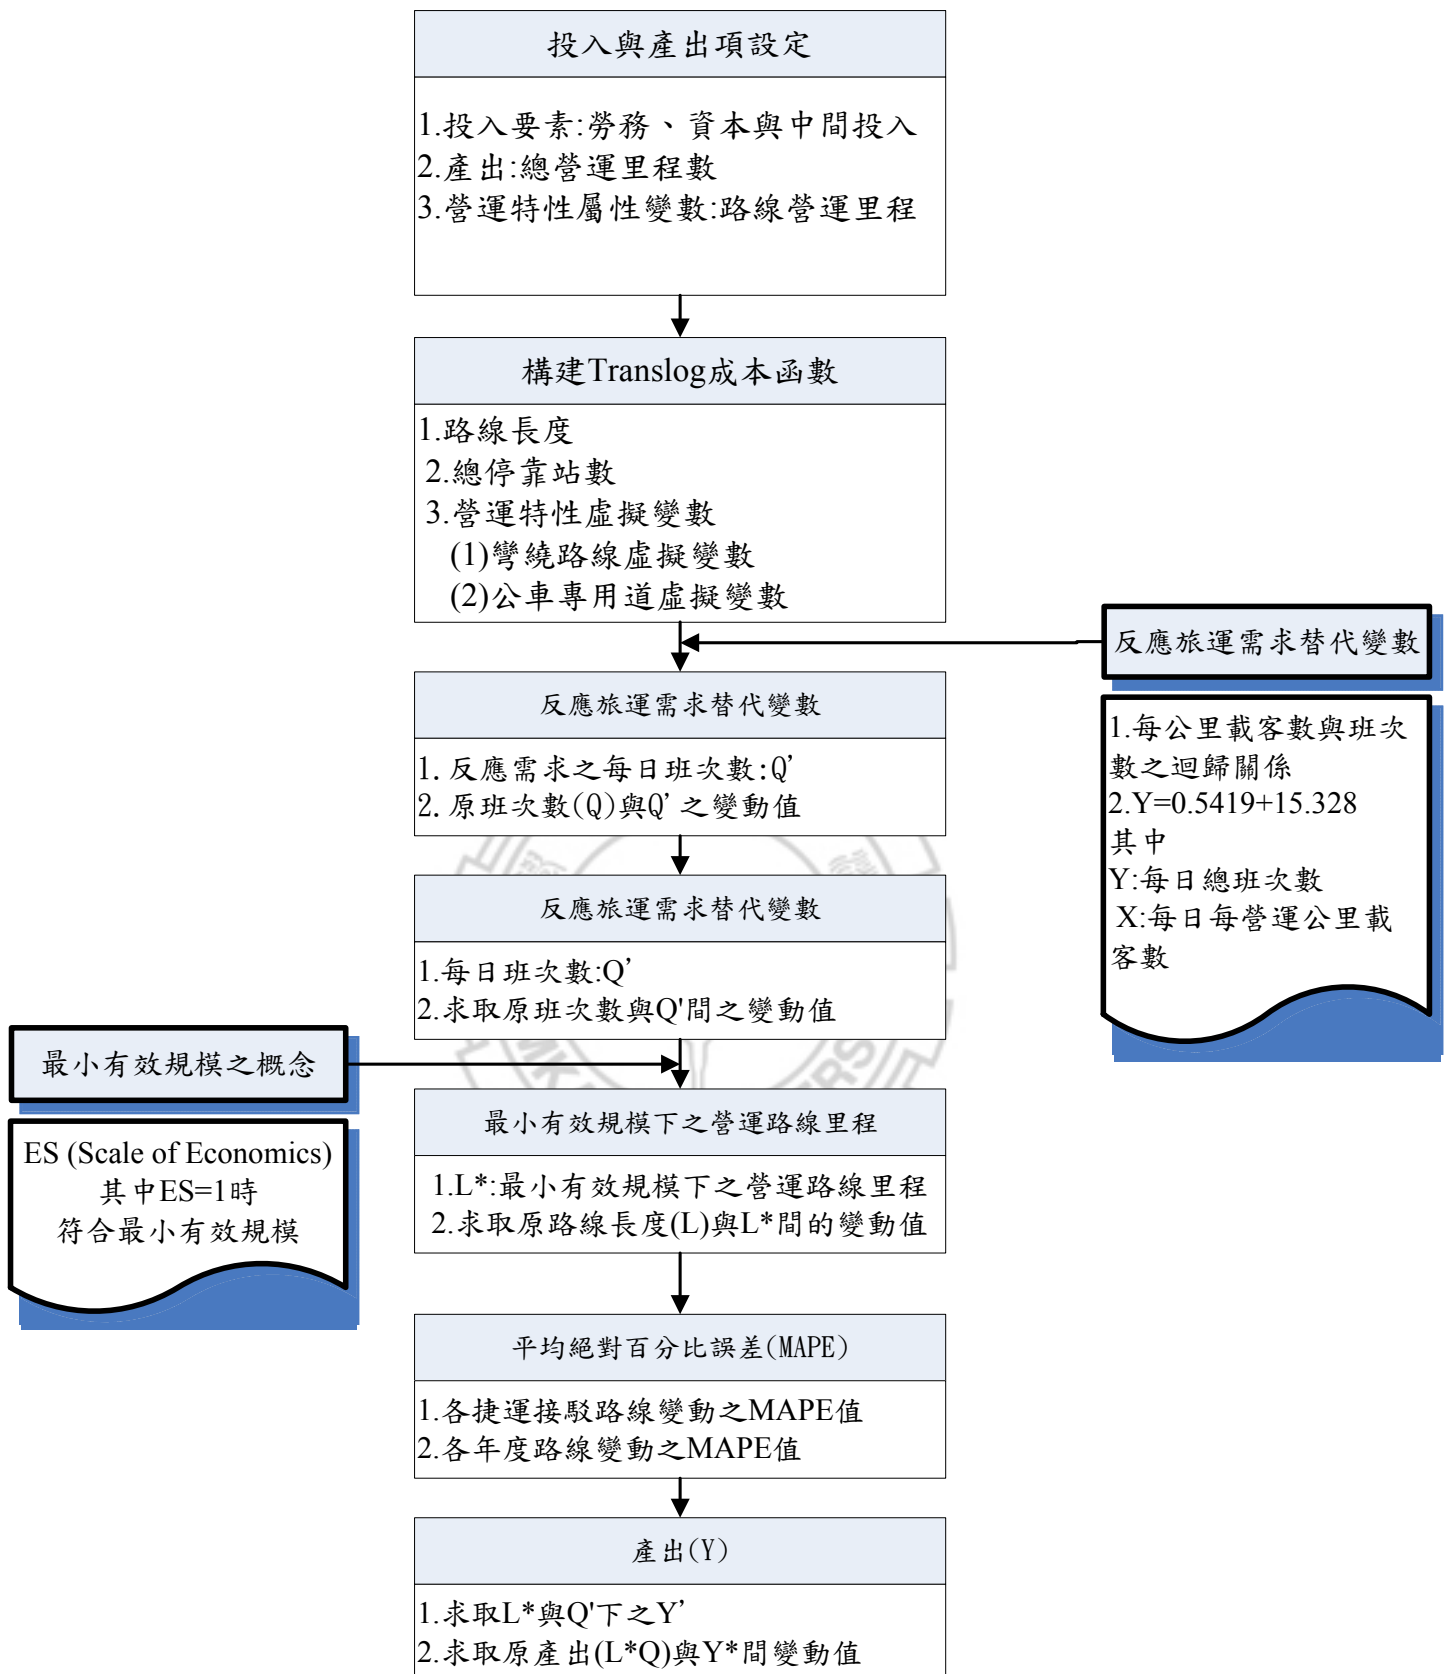 投入與產出項設定
1.投入要素:勞務、資本與中間投入
2.產出:總營運里程數
3.營運特性屬性變數:路線營運里程
構建Translog成本函數
1.路線長度
2.總停靠站數
3.營運特性虛擬變數
(1)彎繞路線虛擬變數
(2)公車專用道虛擬變數
反應旅運需求替代變數
1.每公里載客數與班次
數之迴歸關係
2.Y=0.5419+15.328
其中
Y:每日總班次數
X:每日每營運公里載
客數
反應旅運需求替代變數
1.反應需求之每日班次數:Q’
2.原班次數(Q)與Q’之變動值
反應旅運需求替代變數
1.每日班次數:Q’
2.求取原班次數與Q'間之變動值
最小有效規模之概念
ES (Scale of Economics)
其中ES=1時
符合最小有效規模
最小有效規模下之營運路線里程
1.L*:最小有效規模下之營運路線里程
2.求取原路線長度(L)與L*間的變動值
平均絕對百分比誤差(MAPE)
1.各捷運接駁路線變動之MAPE值
2.各年度路線變動之MAPE值
產出(Y)
1.求取L*與Q'下之Y’
2.求取原產出(L*Q)與Y*間變動值